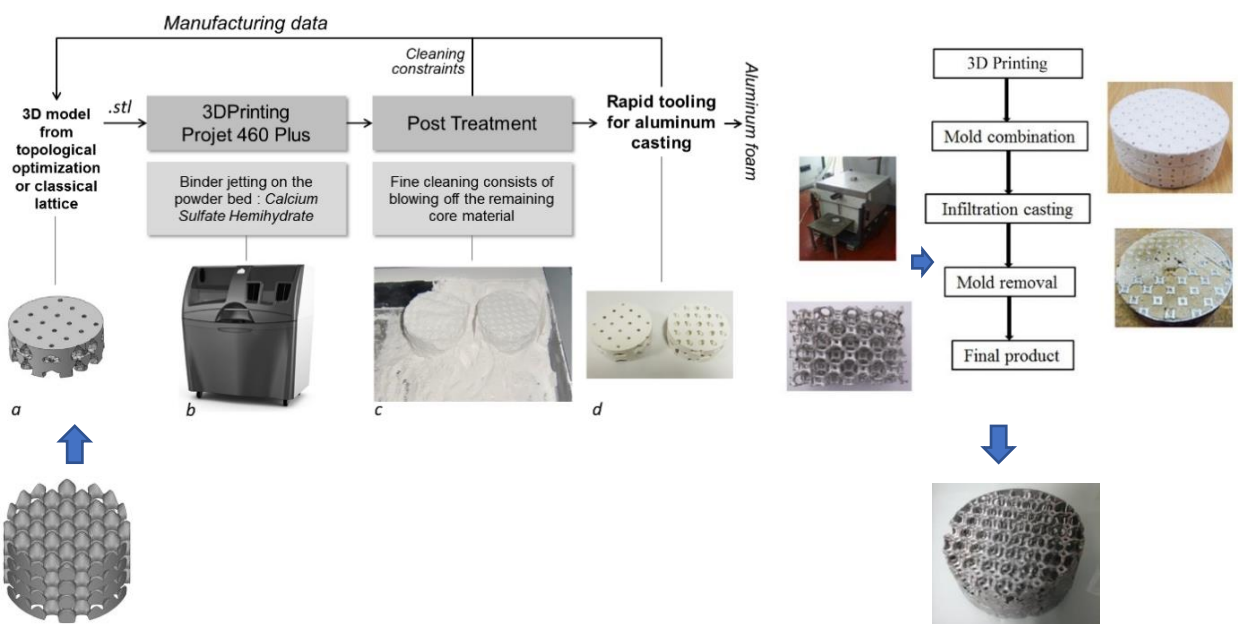 Manufacturing data
Cleaning
constraints
3D model
from
topological
optimization
or classical
lattice
.stl
3DPrinting
Projet 460 Plus
Post Treatment
Rapid tooling
for aluminum
casting
Aluminum foam
Binder jetting on the
powder bed : Calcium
Sulfate Hemihydrate
Fine cleaning consists of
blowing off the remaining
core material
a
b
c
d
3D Printing
Mold combination
Infiltration casting
Mold removal
Final product